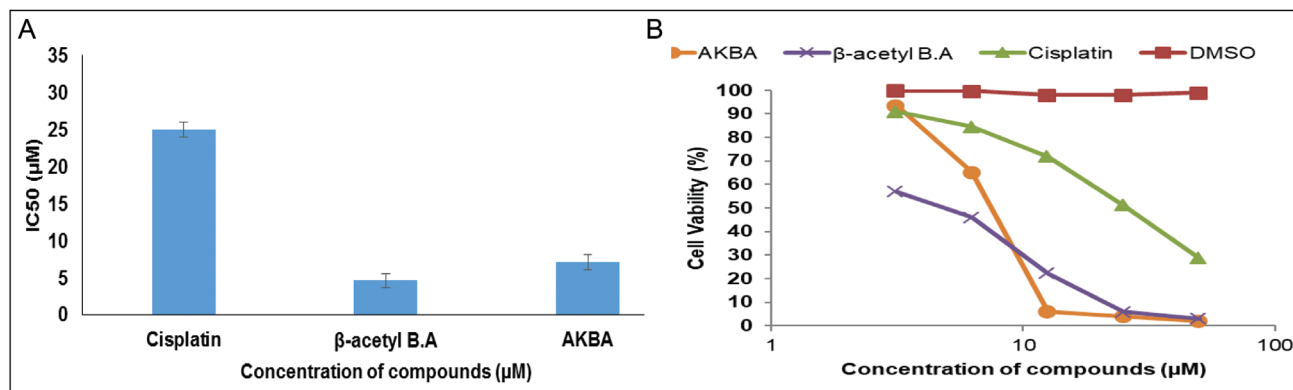 A
IC50 (µM)
35
30
25
20
15
10
5
0
Cisplatin β-acetyl B.A AKBA
Concentration of compounds (µM)
B
AKBA β-acetyl B.A Cisplatin DMSO
Cell Vability (%)
100
90
80
70
60
50
40
30
20
10
0
1 10 100
Concentration of compounds (µM)